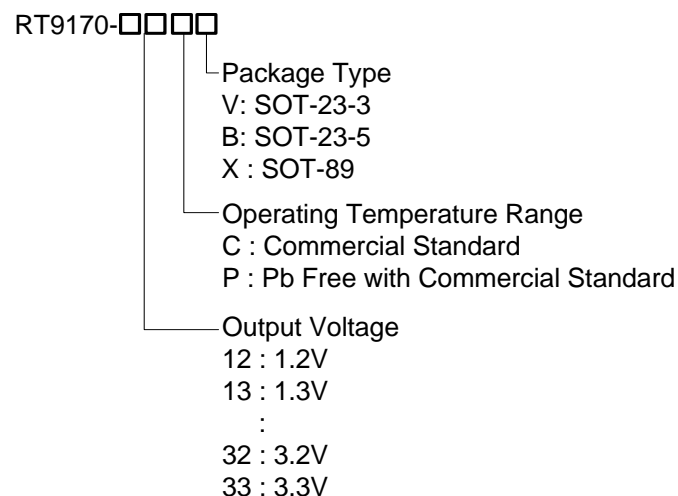 RT9170-□□□□
Package Type
V: SOT-23-3
B: SOT-23-5
X : SOT-89
Operating Temperature Range
C : Commercial Standard
P : Pb Free with Commercial Standard
Output Voltage
12 : 1.2V
13 : 1.3V
:
32 : 3.2V
33 : 3.3V